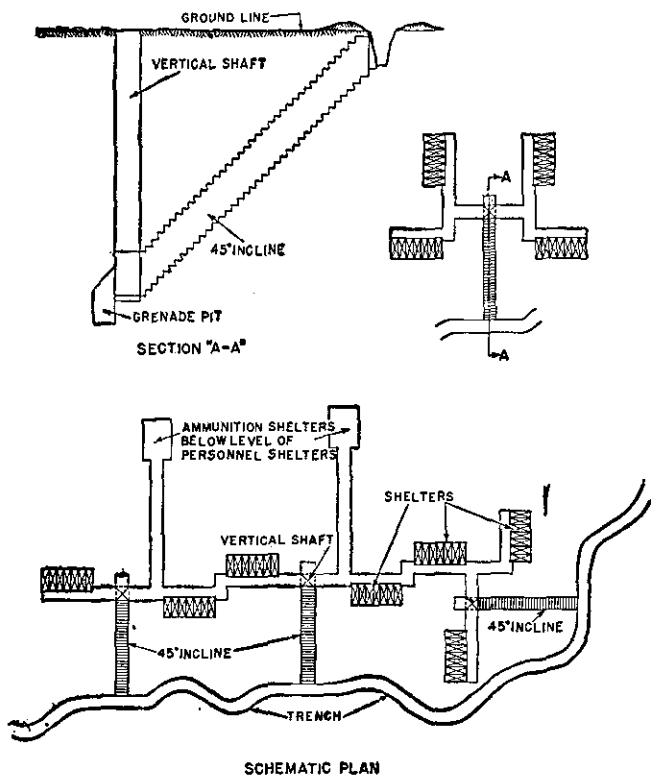 GROUND LINE
VERTICAL SHAFT
45° INCLINE
GRENADE PIT
SECTION "A-A"
A
A
AMMUNITION SHELTERS
BELOW LEVEL OF
PERSONNEL SHELTERS
SHELTERS
VERTICAL SHAFT
45° INCLINE
45° INCLINE
TRENCH
SCHEMATIC PLAN